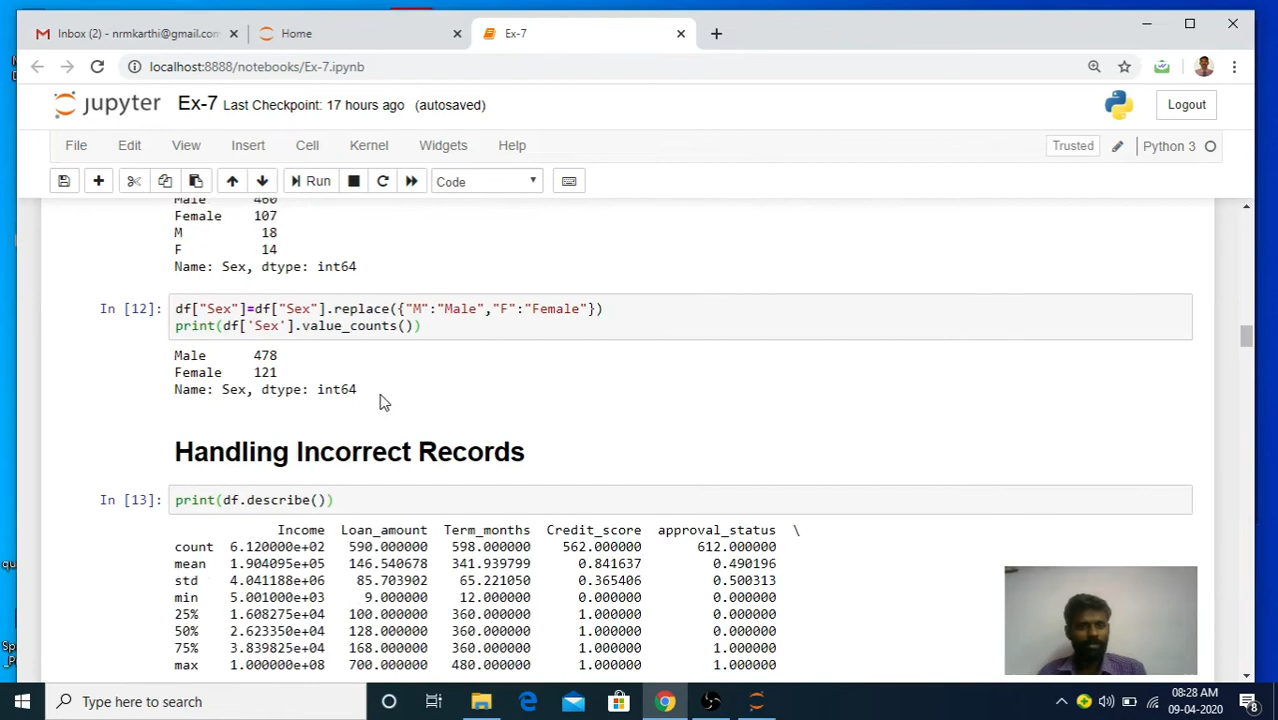 Inbox (2) - nrmkarthi@gmail.com
Home
Ex-7
localhost:8888/notebooks/Ex-7.ipynb
jupyter Ex-7 Last Checkpoint: 17 hours ago (autosaved)
Logout
File Edit View Insert Cell Kernel Widgets Help
Trusted Python 3
Run Code
Male 460
Female 107
M 18
F 14
Name: Sex, dtype: int64
In [12]: df["Sex"]=df["Sex"].replace({"M":"Male","F":"Female"})
print(df['Sex'].value_counts())
Male 478
Female 121
Name: Sex, dtype: int64
Handling Incorrect Records
In [13]: print(df.describe())
Income Loan_amount Term_months Credit_score approval_status \
count 6.120000e+02 590.000000 598.000000 562.000000 612.000000
mean 1.904095e+05 146.540678 341.939799 0.841637 0.490196
std 4.041188e+06 85.703902 65.221050 0.365406 0.500313
min 5.001000e+03 9.000000 12.000000 0.000000 0.000000
25% 1.608275e+04 100.000000 360.000000 1.000000 0.000000
50% 2.623350e+04 128.000000 360.000000 1.000000 0.000000
75% 3.839825e+04 168.000000 360.000000 1.000000 1.000000
max 1.000000e+08 700.000000 480.000000 1.000000 1.000000
Type here to search
08:28 AM
09-04-2020
8